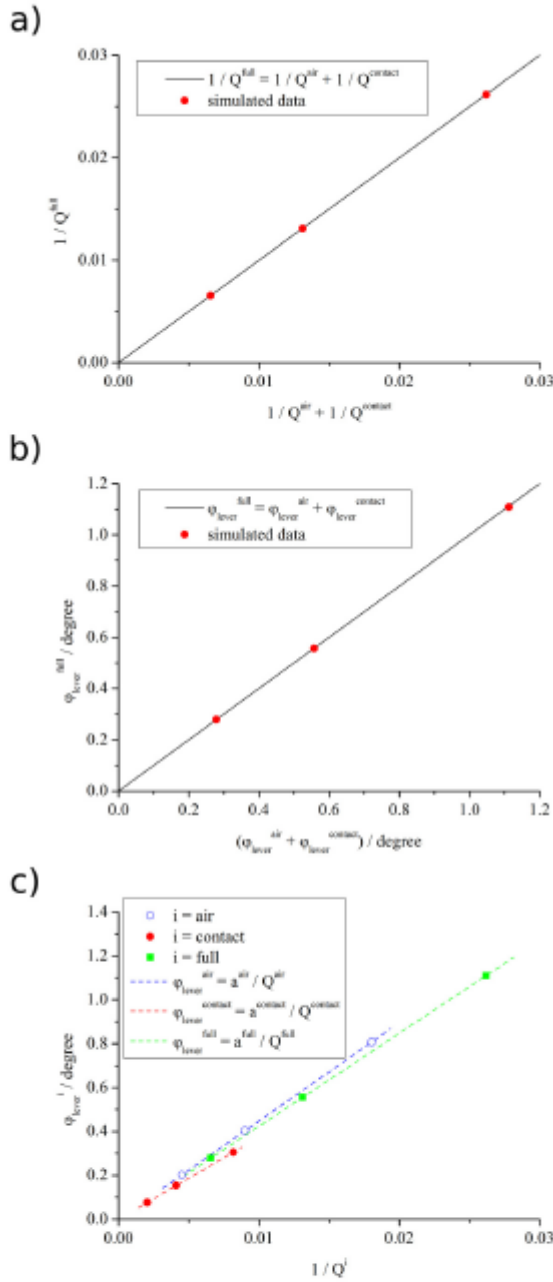 a)
0.03
1 / Q^full = 1 / Q^air + 1 / Q^contact
simulated data
0.02
1 / Q^full
0.01
0.00
0.00 0.01 0.02 0.03
1 / Q^air + 1 / Q^contact
b)
1.2
φ_lever^full = φ_lever^air + φ_lever^contact
1.0
simulated data
0.8
φ_lever^full / degree
0.6
0.4
0.2
0.0
0.0 0.2 0.4 0.6 0.8 1.0 1.2
(φ_lever^air + φ_lever^contact) / degree
c)
1.4
i = air
i = contact
1.2
i = full
1.0
φ_lever^air = a^air / Q^air
φ_lever^contact = a^contact / Q^contact
0.8
φ_lever^full = a^full / Q^full
φ_lever^i / degree
0.6
0.4
0.2
0.0
0.00 0.01 0.02 0.03
1 / Q^i